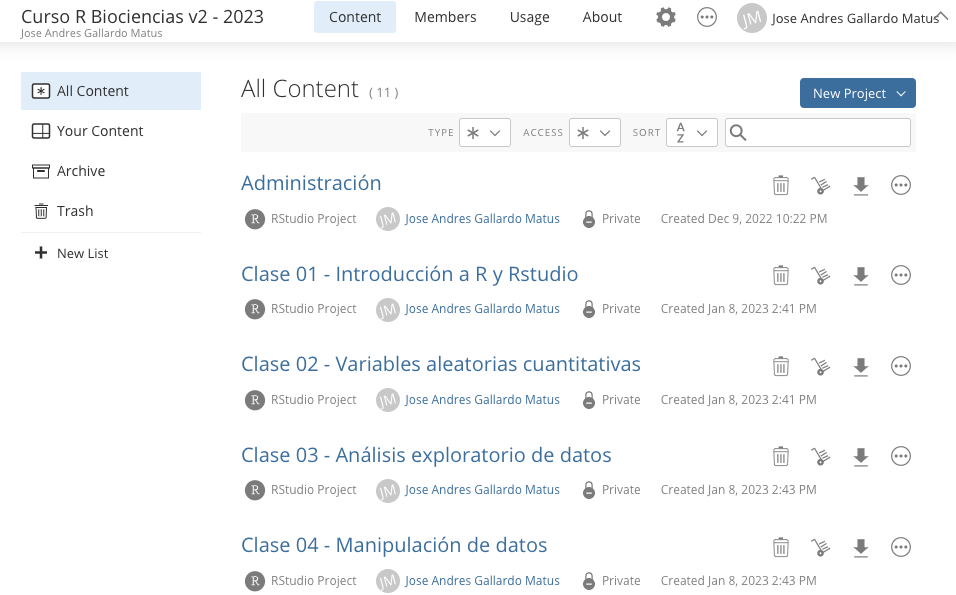 Curso R Biociencias v2 - 2023
Jose Andres Gallardo Matus
Content Members Usage About
JM Jose Andres Gallardo Matus
All Content
Your Content
Archive
Trash
New List
All Content ( 11 )
New Project
TYPE ACCESS SORT A Z
Administración
R RStudio Project JM Jose Andres Gallardo Matus Private Created Dec 9, 2022 10:22 PM
Clase 01 - Introducción a R y Rstudio
R RStudio Project JM Jose Andres Gallardo Matus Private Created Jan 8, 2023 2:41 PM
Clase 02 - Variables aleatorias cuantitativas
R RStudio Project JM Jose Andres Gallardo Matus Private Created Jan 8, 2023 2:41 PM
Clase 03 - Análisis exploratorio de datos
R RStudio Project JM Jose Andres Gallardo Matus Private Created Jan 8, 2023 2:43 PM
Clase 04 - Manipulación de datos
R RStudio Project JM Jose Andres Gallardo Matus Private Created Jan 8, 2023 2:43 PM